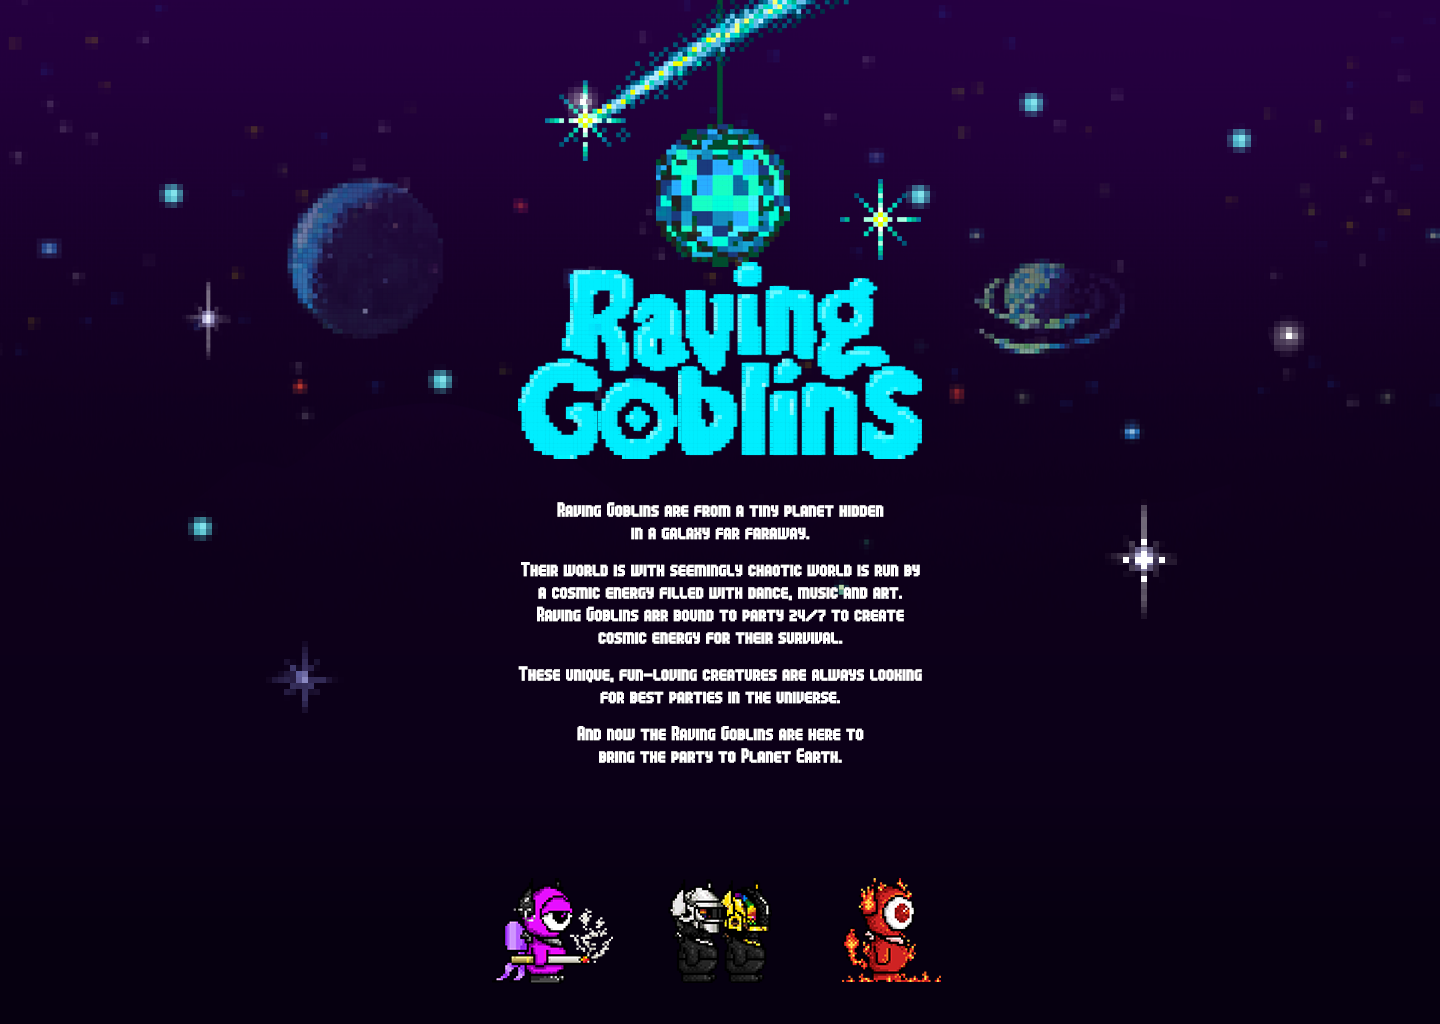 Raving
Goblins
Raving Goblins are from a tiny planet hidden
in a galaxy far faraway.
Their world is with seemingly chaotic world is run by
a cosmic energy filled with dance, music and art.
Raving Goblins arr bound to party 24/7 to create
cosmic energy for their survival.
These unique, fun-loving creatures are always looking
for best parties in the universe.
And now the Raving Goblins are here to
bring the party to Planet Earth.